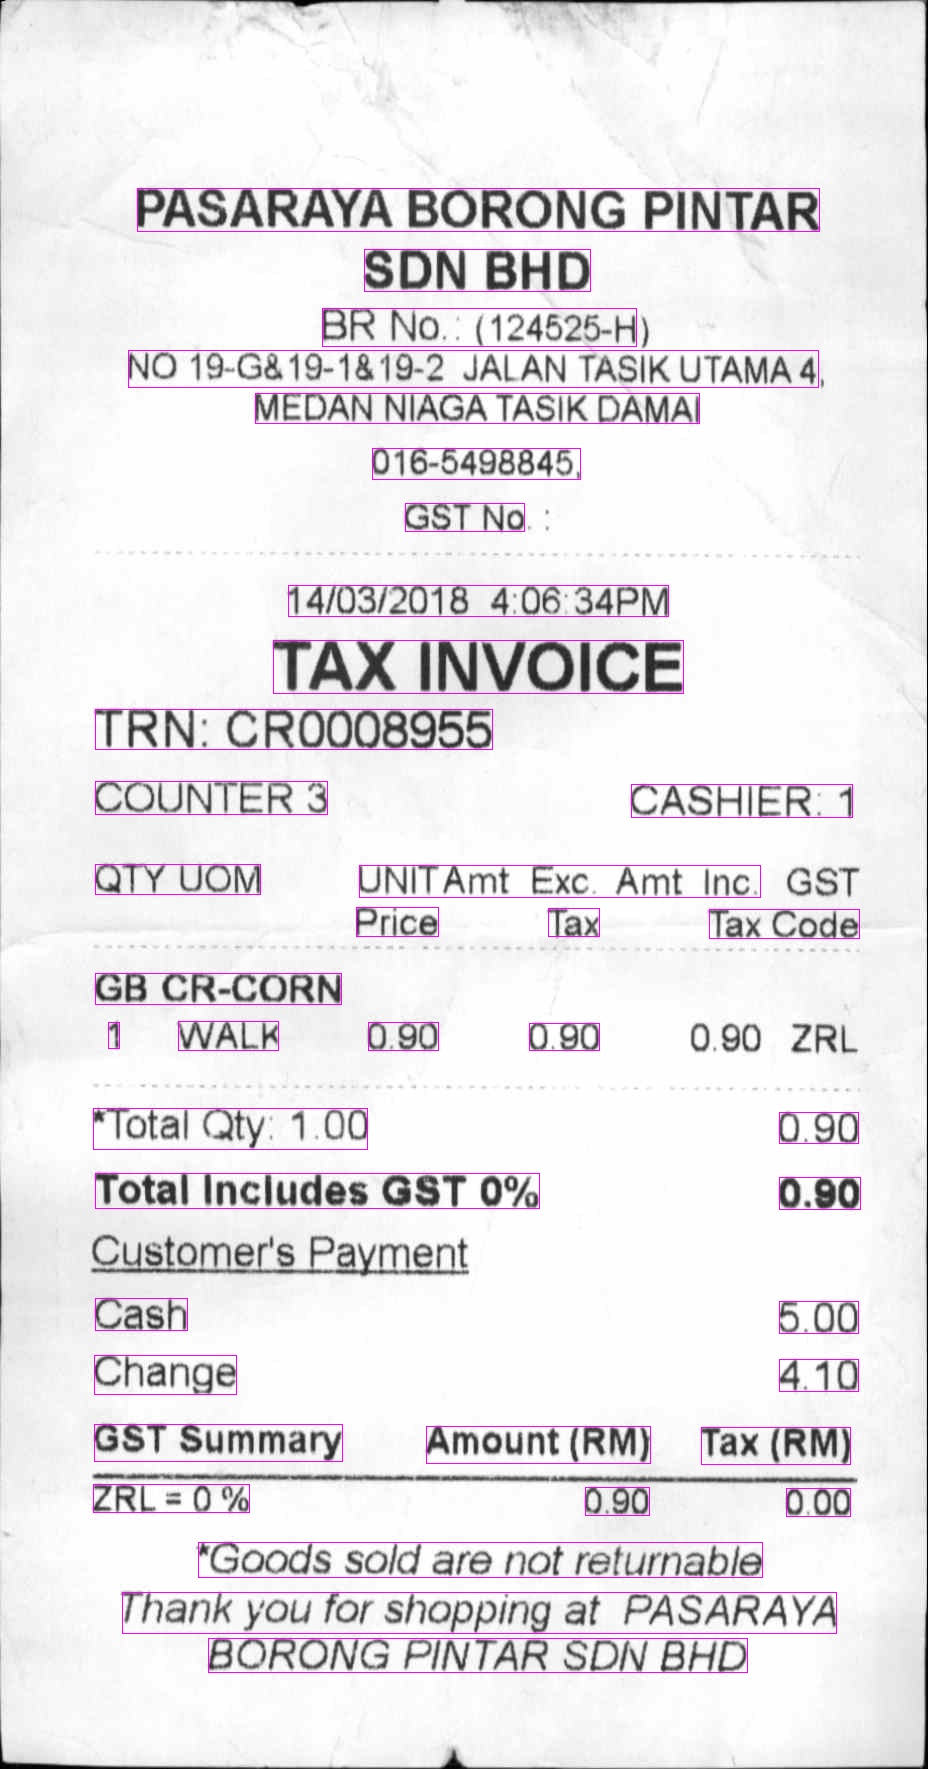 PASARAYA BORONG PINTAR
SDN BHD
BR No.: (124525-H)
NO 19-G&19-1&19-2 JALAN TASIK UTAMA 4,
MEDAN NIAGA TASIK DAMAI
016-5498845,
GST No. :
14/03/2018 4:06:34PM
TAX INVOICE
TRN: CR0008955
COUNTER 3 CASHIER: 1
QTY UOM UNIT Amt Exc. Amt Inc. GST
Price Tax Tax Code
GB CR-CORN
1 WALK 0.90 0.90 0.90 ZRL
*Total Qty: 1.00 0.90
Total Includes GST 0% 0.90
Customer's Payment
Cash 5.00
Change 4.10
GST Summary Amount (RM) Tax (RM)
ZRL = 0 % 0.90 0.00
*Goods sold are not returnable
Thank you for shopping at PASARAYA
BORONG PINTAR SDN BHD